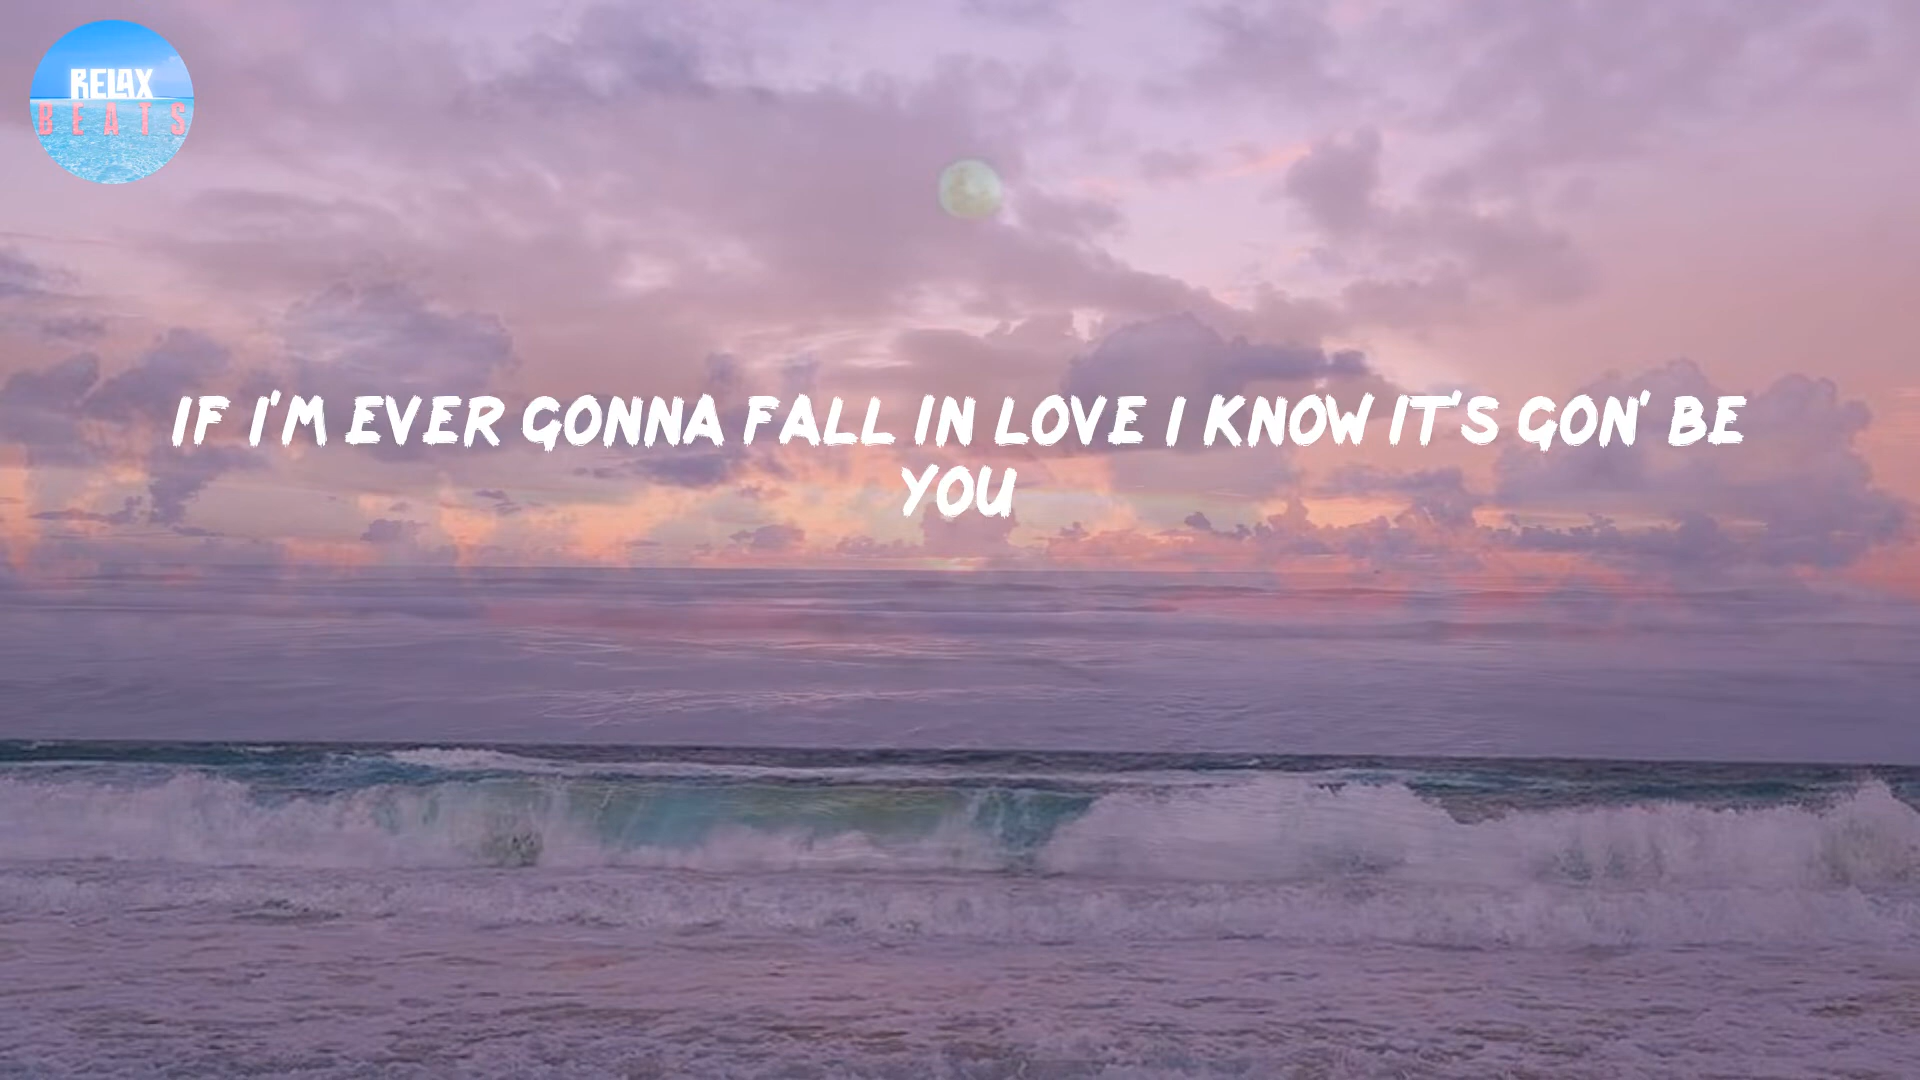 RELAX
BEATS
IF I'M EVER GONNA FALL IN LOVE I KNOW IT'S GON' BE
YOU